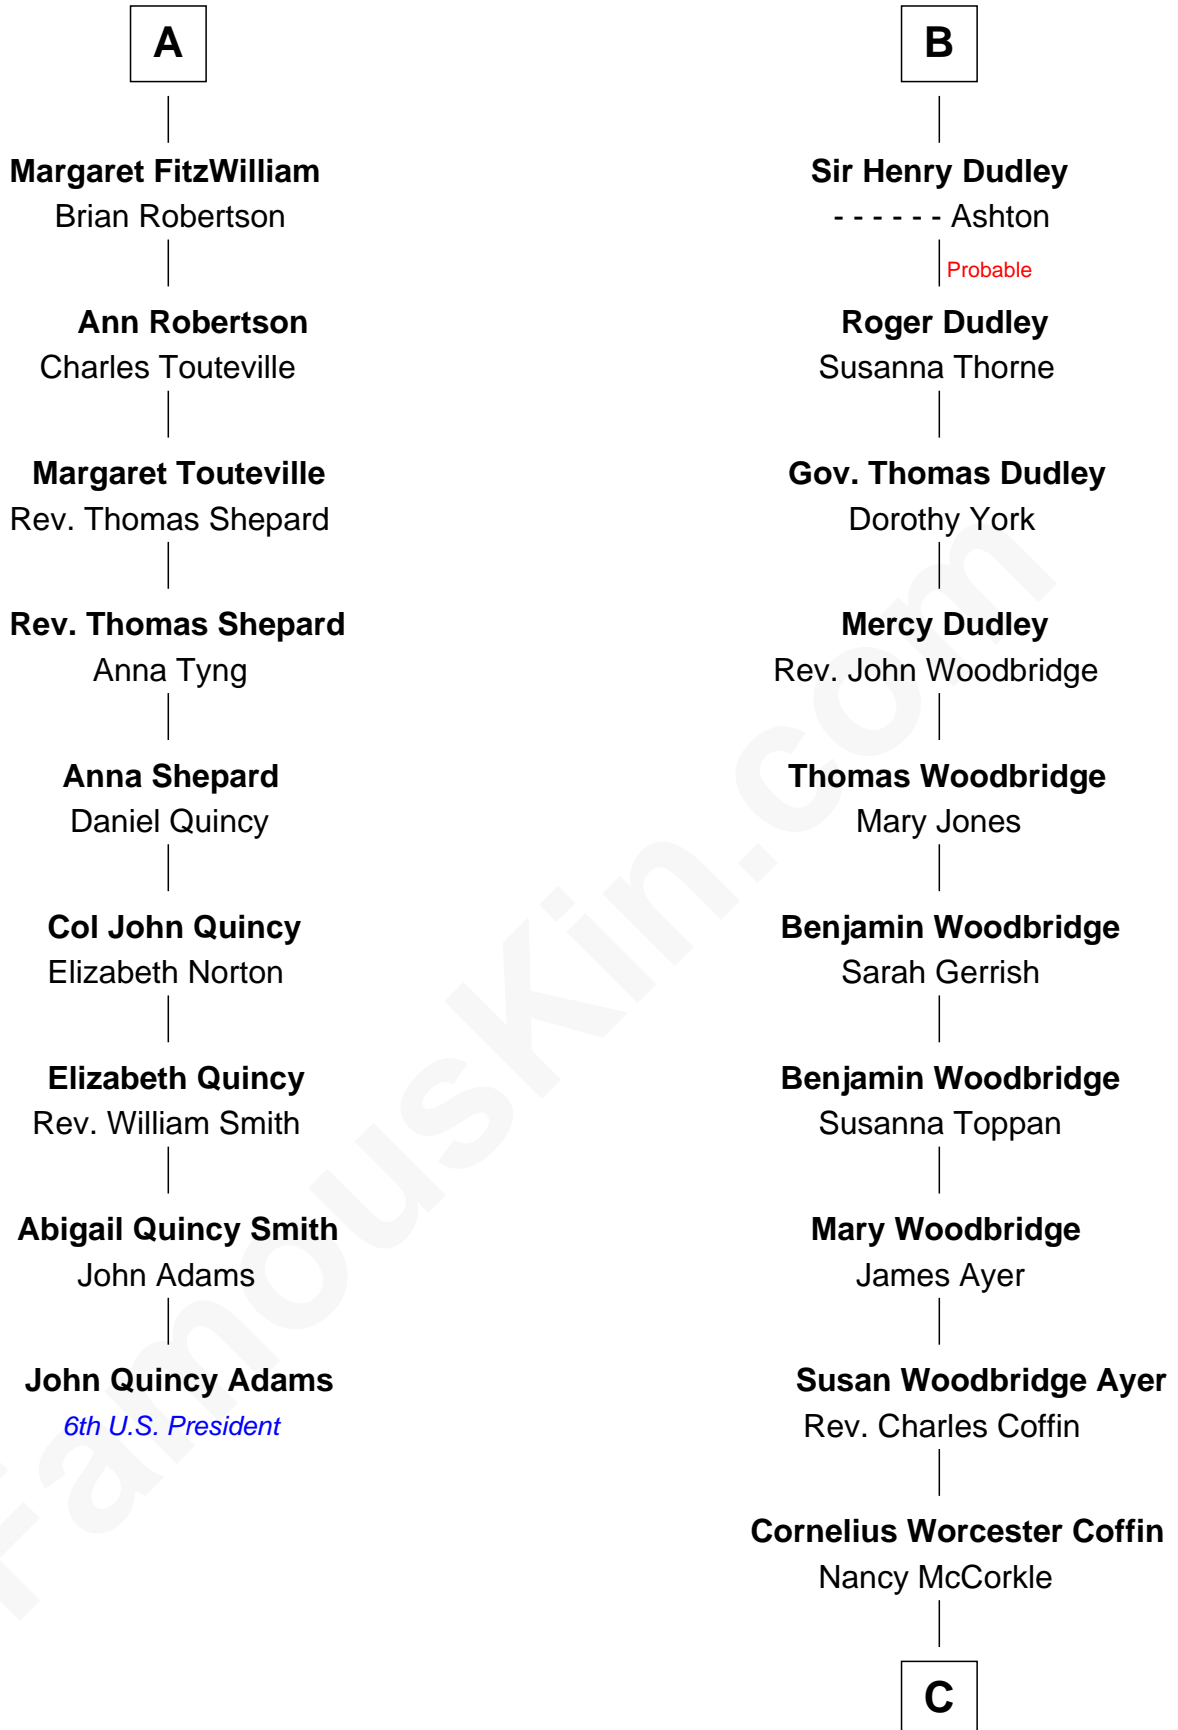 A
Margaret FitzWilliam
Brian Robertson
Ann Robertson
Charles Touteville
Margaret Touteville
Rev. Thomas Shepard
Rev. Thomas Shepard
Anna Tyng
Anna Shepard
Daniel Quincy
Col John Quincy
Elizabeth Norton
Elizabeth Quincy
Rev. William Smith
Abigail Quincy Smith
John Adams
John Quincy Adams
6th U.S. President
B
Sir Henry Dudley
- - - - - - Ashton
Probable
Roger Dudley
Susanna Thorne
Gov. Thomas Dudley
Dorothy York
Mercy Dudley
Rev. John Woodbridge
Thomas Woodbridge
Mary Jones
Benjamin Woodbridge
Sarah Gerrish
Benjamin Woodbridge
Susanna Toppan
Mary Woodbridge
James Ayer
Susan Woodbridge Ayer
Rev. Charles Coffin
Cornelius Worcester Coffin
Nancy McCorkle
C
FamousKin.com